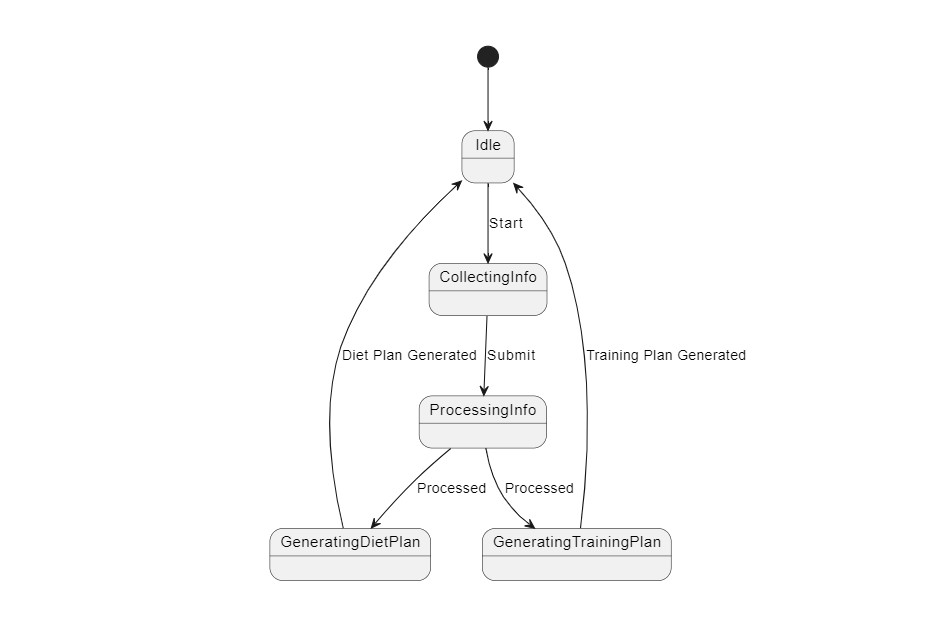 Idle
Start
CollectingInfo
Diet Plan Generated
Submit
Training Plan Generated
ProcessingInfo
Processed
Processed
GeneratingDietPlan
GeneratingTrainingPlan